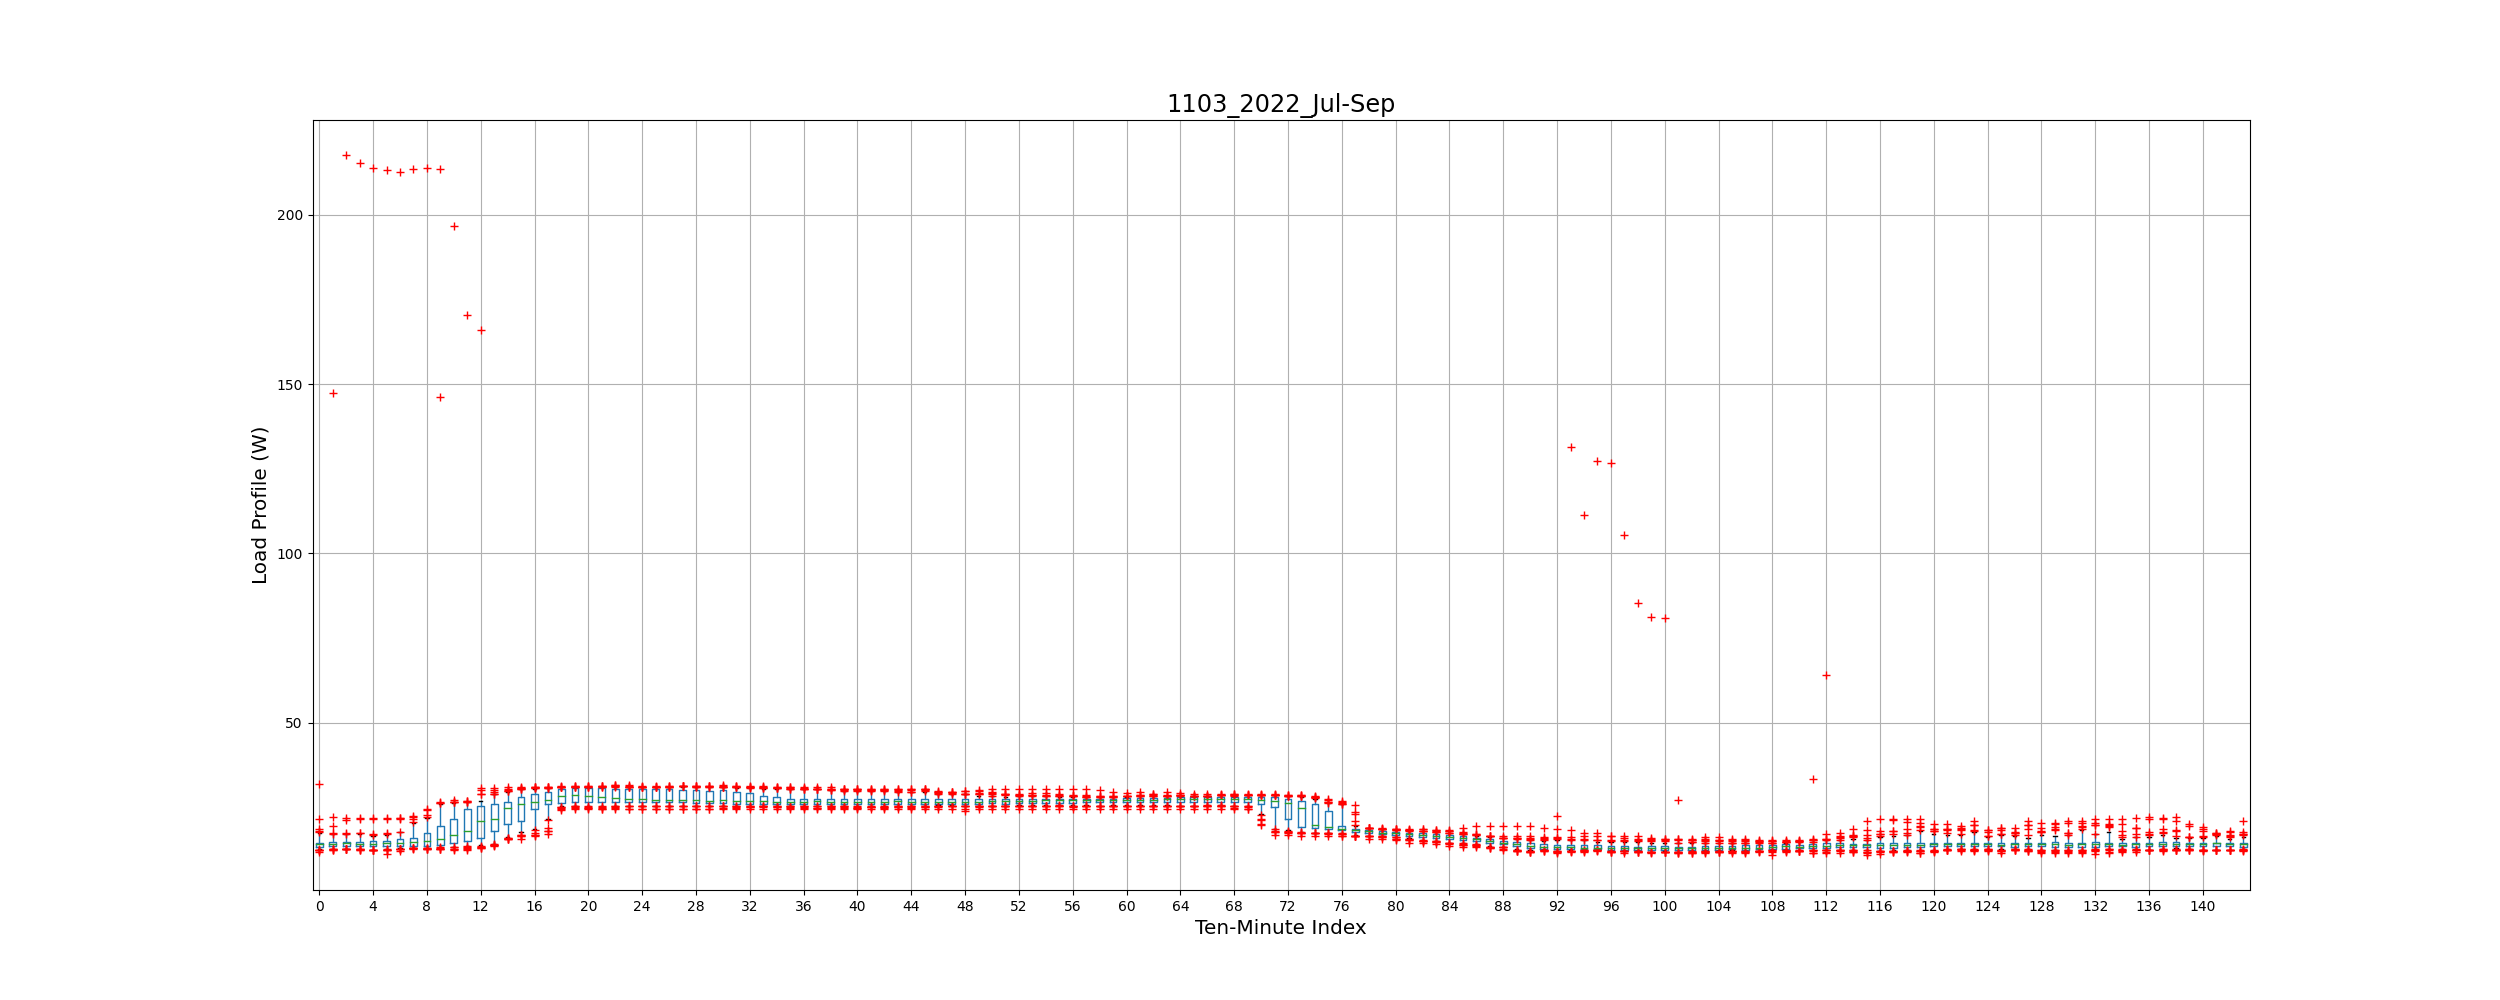 1103_2022_Jul-Sep
Load Profile (W)
200
150
100
50
0 4 8 12 16 20 24 28 32 36 40 44 48 52 56 60 64 68 72 76 80 84 88 92 96 100 104 108 112 116 120 124 128 132 136 140
Ten-Minute Index